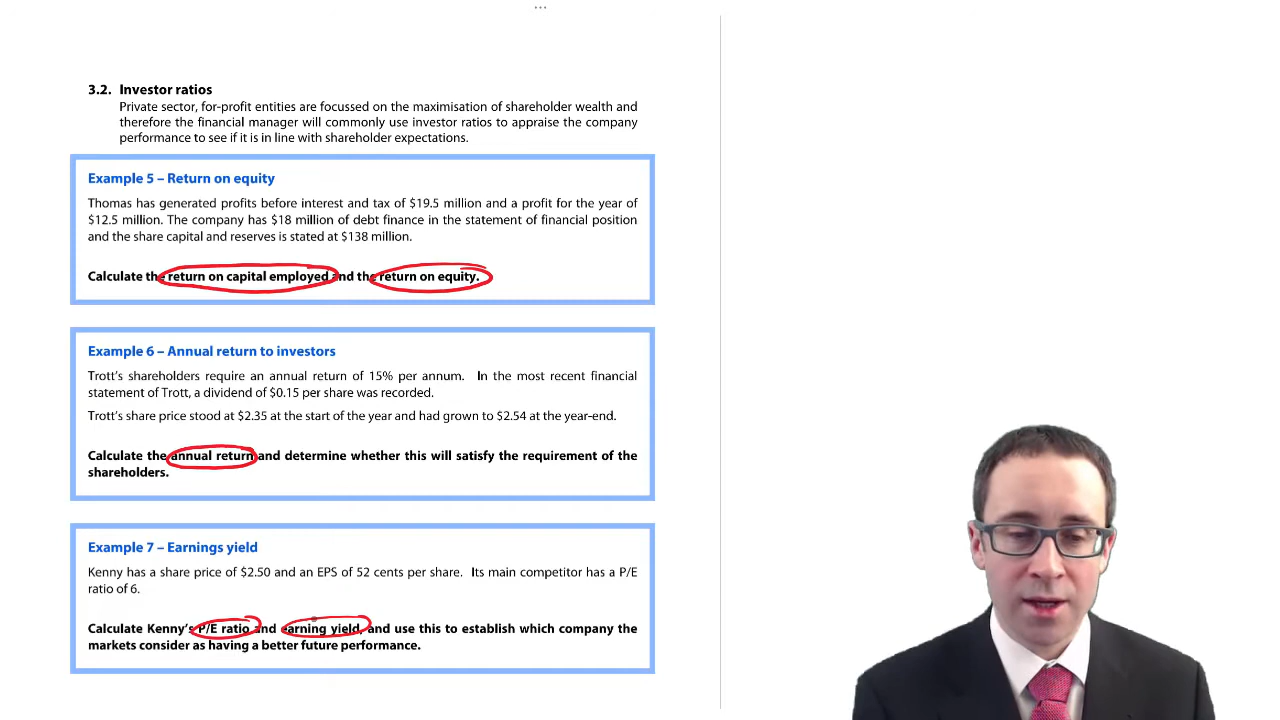 3.2. Investor ratios
Private sector, for-profit entities are focussed on the maximisation of shareholder wealth and
therefore the financial manager will commonly use investor ratios to appraise the company
performance to see if it is in line with shareholder expectations.
Example 5 – Return on equity
Thomas has generated profits before interest and tax of $19.5 million and a profit for the year of
$12.5 million. The company has $18 million of debt finance in the statement of financial position
and the share capital and reserves is stated at $138 million.
Calculate the return on capital employed and the return on equity.
Example 6 – Annual return to investors
Trott's shareholders require an annual return of 15% per annum. In the most recent financial
statement of Trott, a dividend of $0.15 per share was recorded.
Trott's share price stood at $2.35 at the start of the year and had grown to $2.54 at the year-end.
Calculate the annual return and determine whether this will satisfy the requirement of the
shareholders.
Example 7 – Earnings yield
Kenny has a share price of $2.50 and an EPS of 52 cents per share. Its main competitor has a P/E
ratio of 6.
Calculate Kenny's P/E ratio and earning yield, and use this to establish which company the
markets consider as having a better future performance.